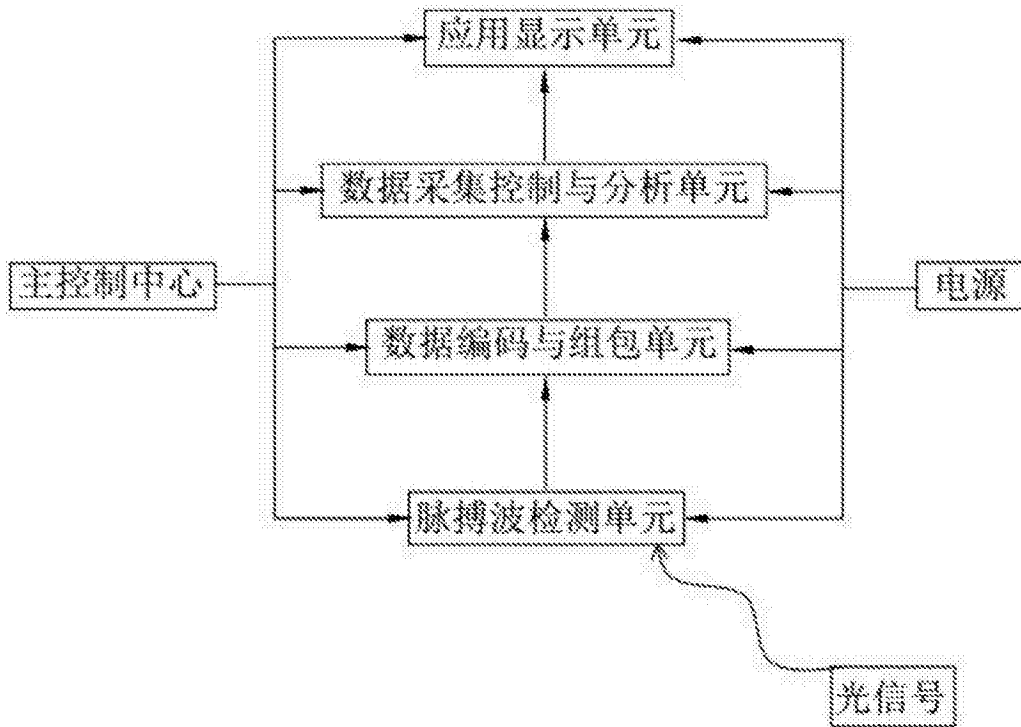 应用显示单元
数据采集控制与分析单元
主控制中心
电源
数据编码与组包单元
脉搏波检测单元
光信号